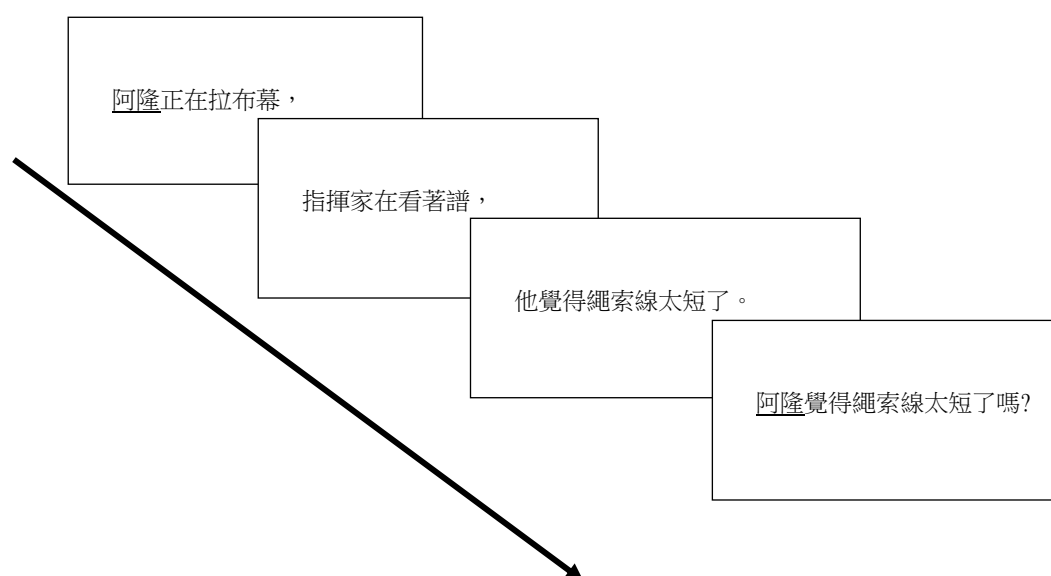 阿隆正在拉布幕，
指揮家在看著譜，
他覺得繩索線太短了。
阿隆覺得繩索線太短了嗎?